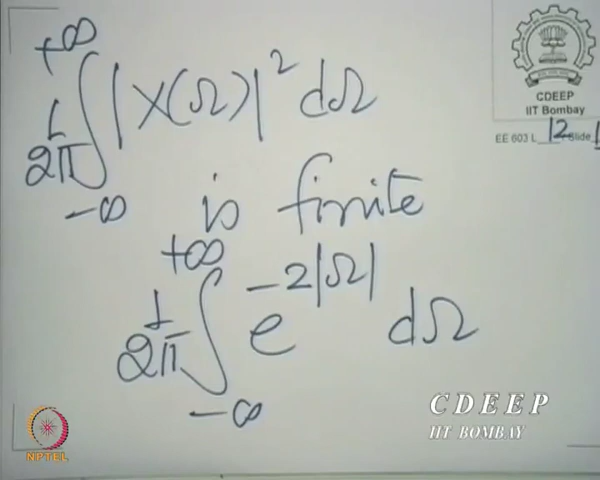 +∞
1/2π ∫ |X(Ω)|² dΩ
-∞
is finite
+∞
1/2π ∫ e^{-2|Ω|} dΩ
-∞
CDEEP
IIT Bombay
EE 603 L 12 Slide 1
CDEEP
IIT BOMBAY
NPTEL